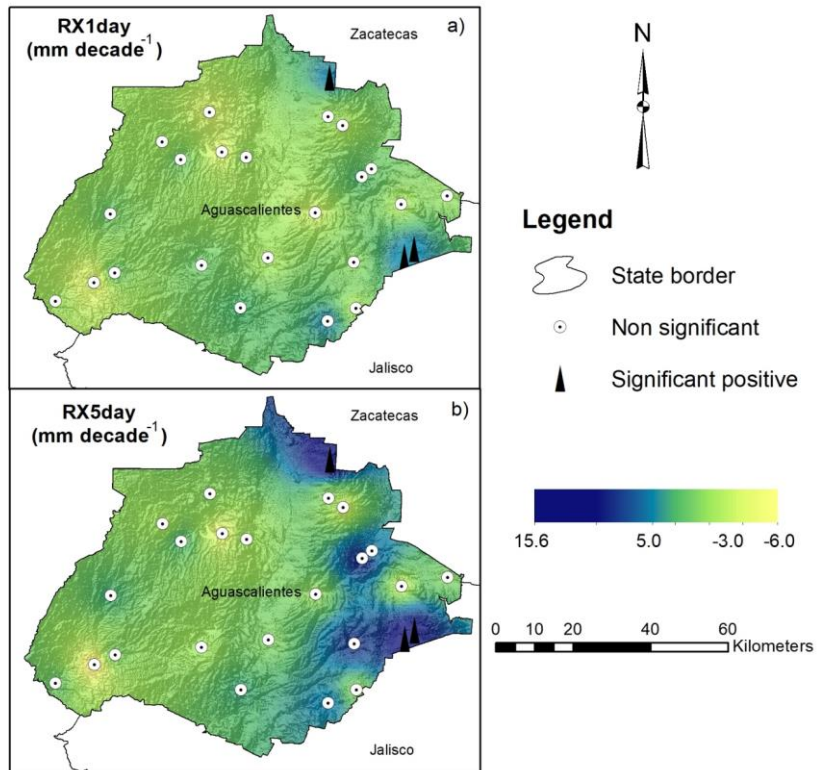 RX1day
(mm decade⁻¹)
a)
Zacatecas
Aguascalientes
Jalisco
RX5day
(mm decade⁻¹)
b)
Zacatecas
Aguascalientes
Jalisco
N
Legend
State border
Non significant
Significant positive
15.6 5.0 -3.0 -6.0
0 5 10 20 40 60
Kilometers